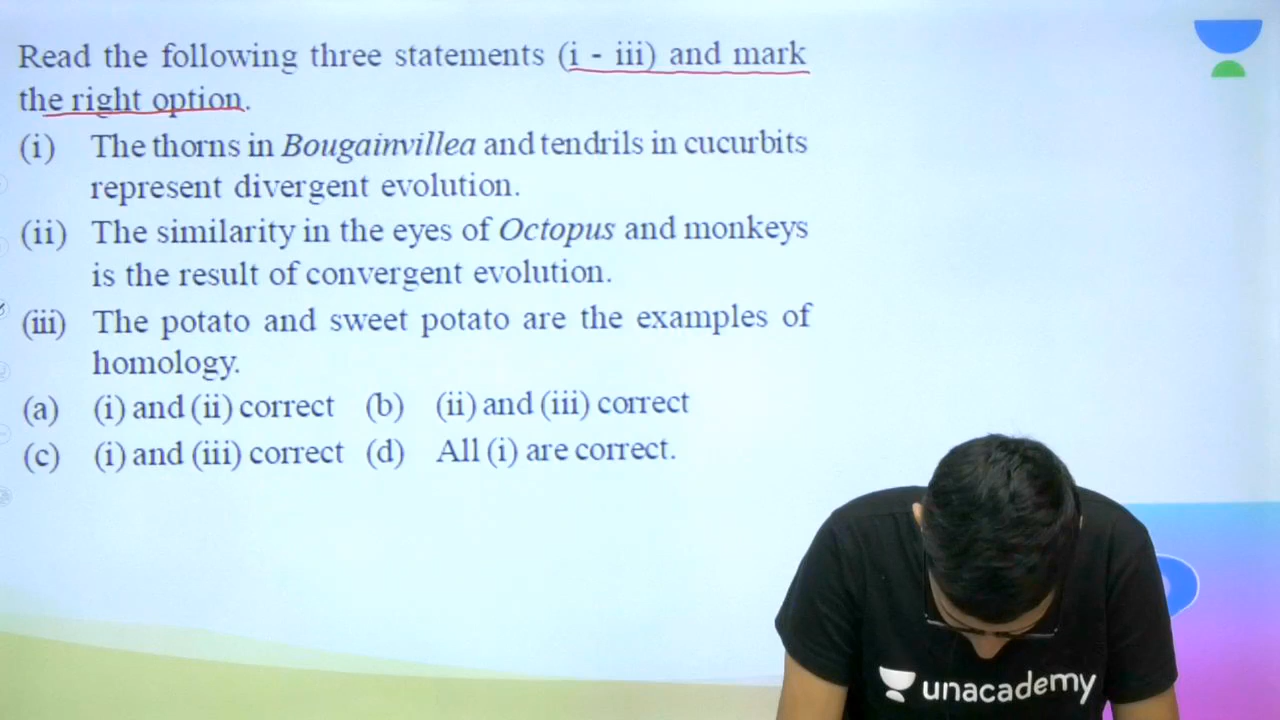 Read the following three statements (i - iii) and mark
the right option.
(i) The thorns in Bougainvillea and tendrils in cucurbits
represent divergent evolution.
(ii) The similarity in the eyes of Octopus and monkeys
is the result of convergent evolution.
(iii) The potato and sweet potato are the examples of
homology.
(a) (i) and (ii) correct (b) (ii) and (iii) correct
(c) (i) and (iii) correct (d) All (i) are correct.
unacademy